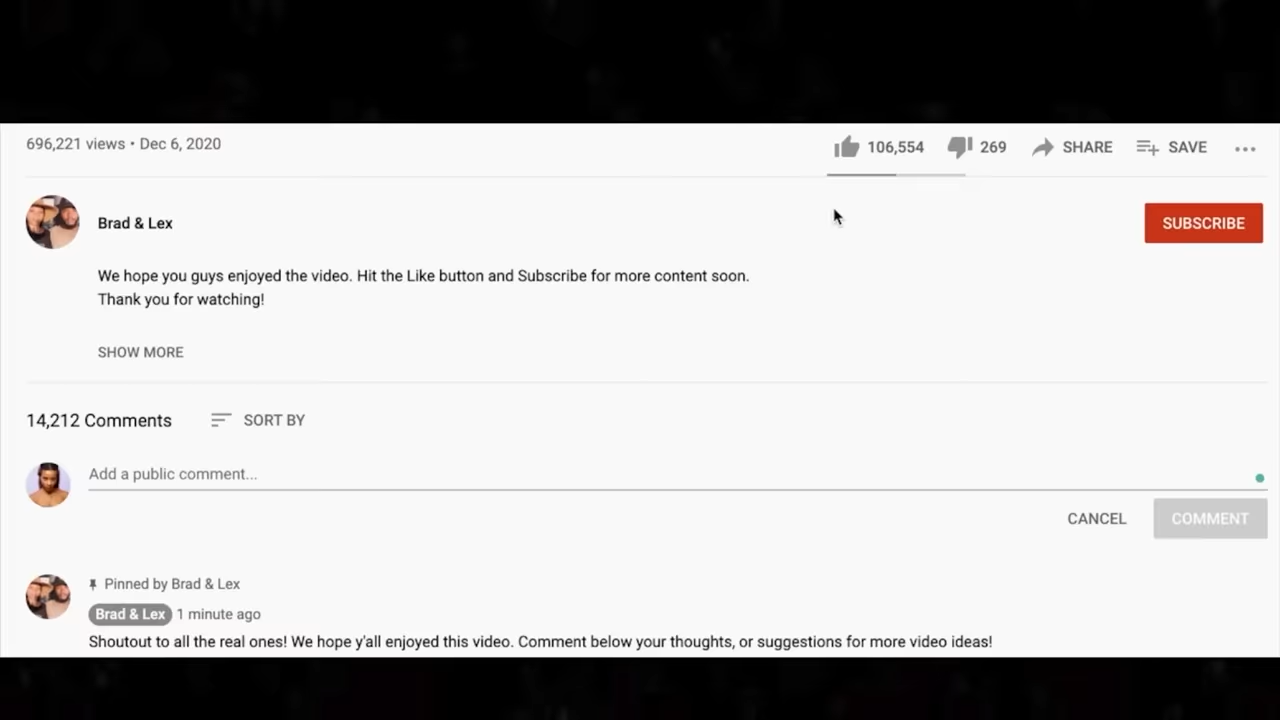 696,221 views • Dec 6, 2020
106,554
269
SHARE
SAVE
Brad & Lex
SUBSCRIBE
We hope you guys enjoyed the video. Hit the Like button and Subscribe for more content soon.
Thank you for watching!
SHOW MORE
14,212 Comments
SORT BY
Add a public comment...
CANCEL
COMMENT
Pinned by Brad & Lex
Brad & Lex 1 minute ago
Shoutout to all the real ones! We hope y'all enjoyed this video. Comment below your thoughts, or suggestions for more video ideas!